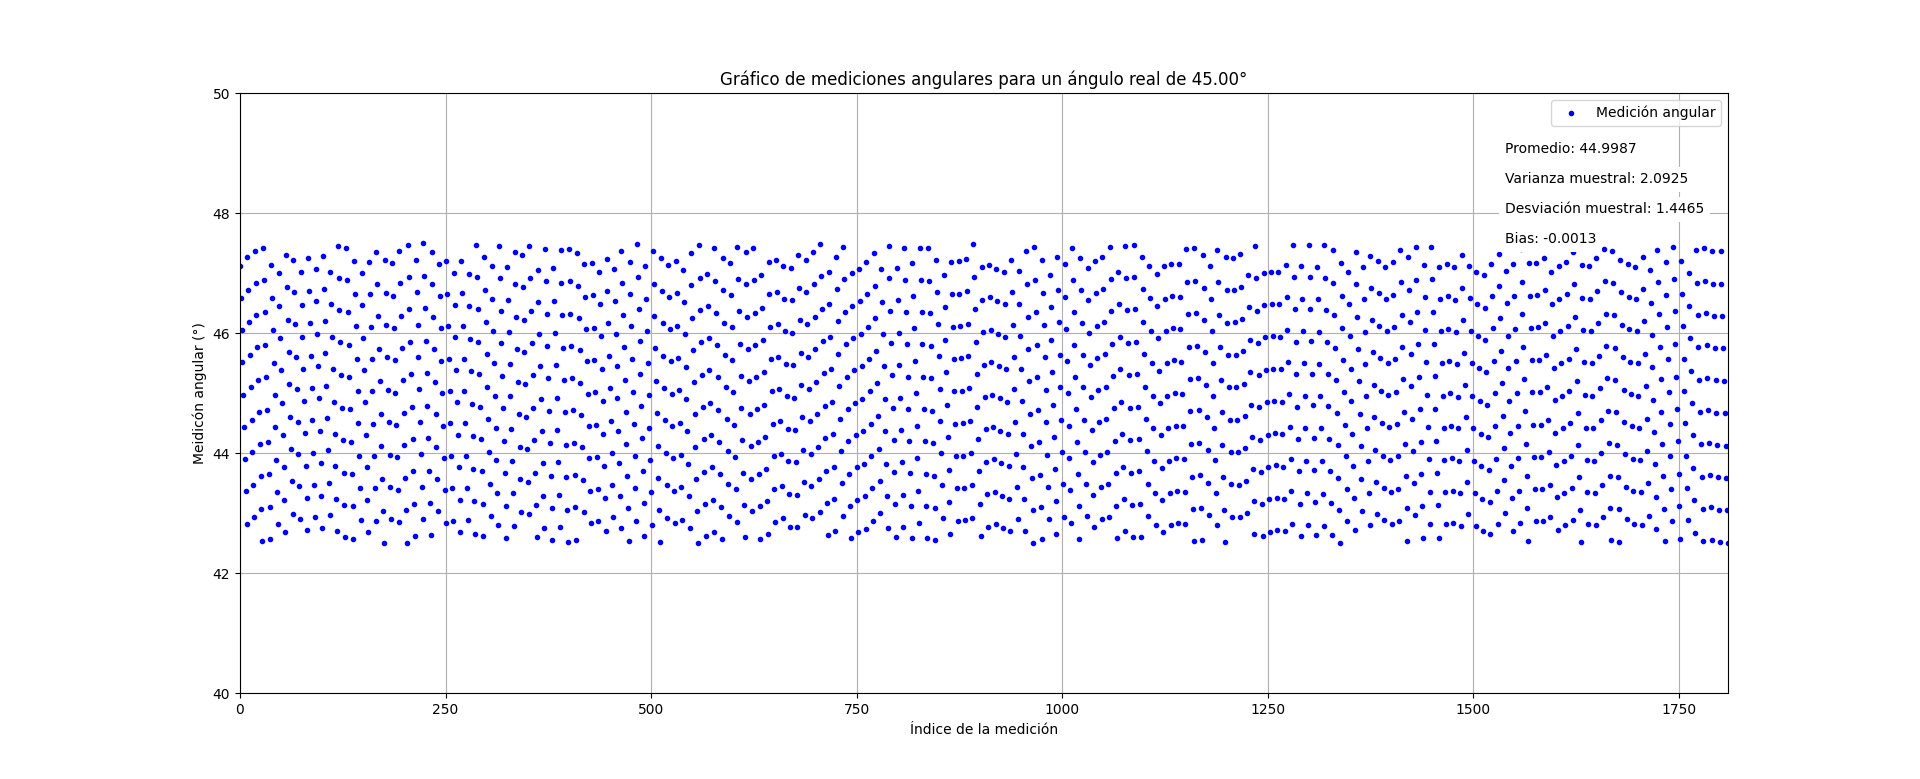 Gráfico de mediciones angulares para un ángulo real de 45.00°
50
48
46
44
42
40
Meidicón angular (°)
Medición angular
Promedio: 44.9987
Varianza muestral: 2.0925
Desviación muestral: 1.4465
Bias: -0.0013
0 250 500 750 1000 1250 1500 1750
Índice de la medición